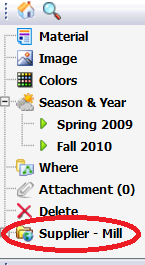 Material
Image
Colors
Season & Year
Spring 2009
Fall 2010
Where
Attachment (0)
Delete
Supplier - Mill